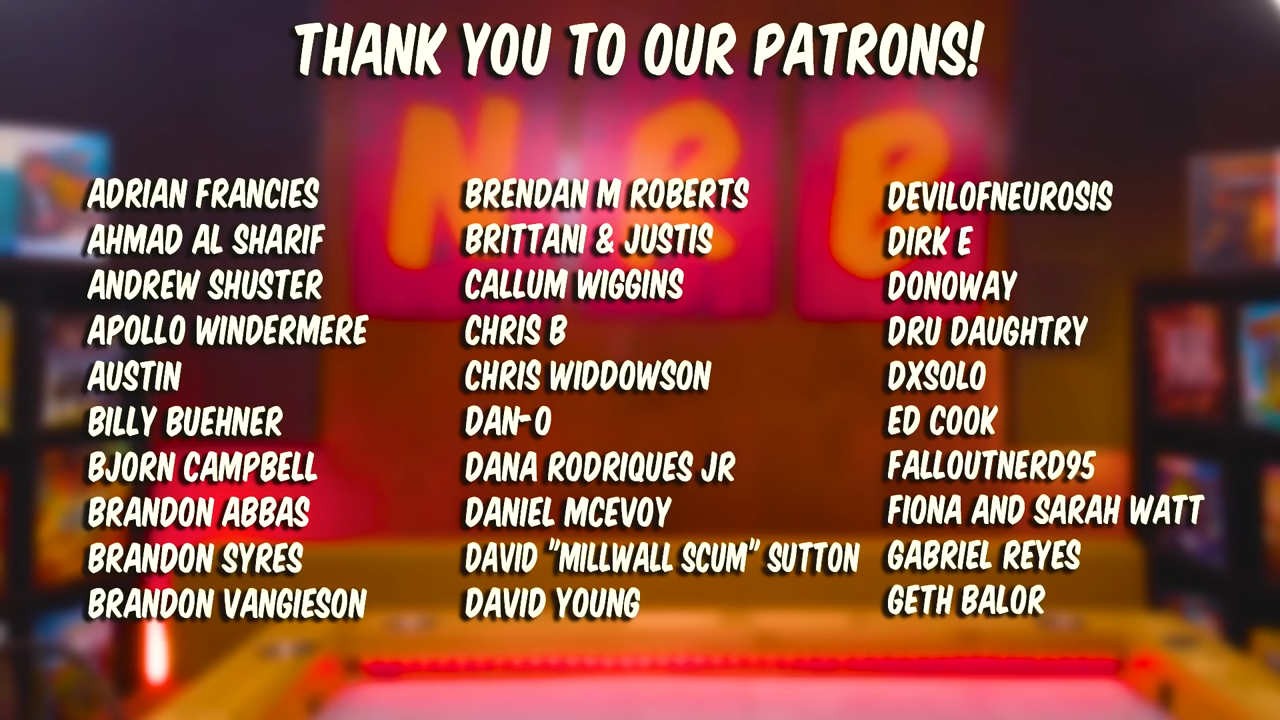 THANK YOU TO OUR PATRONS!
N R B
ADRIAN FRANCIES
AHMAD AL SHARIF
ANDREW SHUSTER
APOLLO WINDERMERE
AUSTIN
BILLY BUEHNER
BJORN CAMPBELL
BRANDON ABBAS
BRANDON SYRES
BRANDON VANGIESON
BRENDAN M ROBERTS
BRITTANI & JUSTIS
CALLUM WIGGINS
CHRIS B
CHRIS WIDDOWSON
DAN-O
DANA RODRIQUES JR
DANIEL MCEVOY
DAVID "MILLWALL SCUM" SUTTON
DAVID YOUNG
DEVILOFNEUROSIS
DIRK E
DONOWAY
DRU DAUGHTRY
DXSOLO
ED COOK
FALLOUTNERD95
FIONA AND SARAH WATT
GABRIEL REYES
GETH BALOR